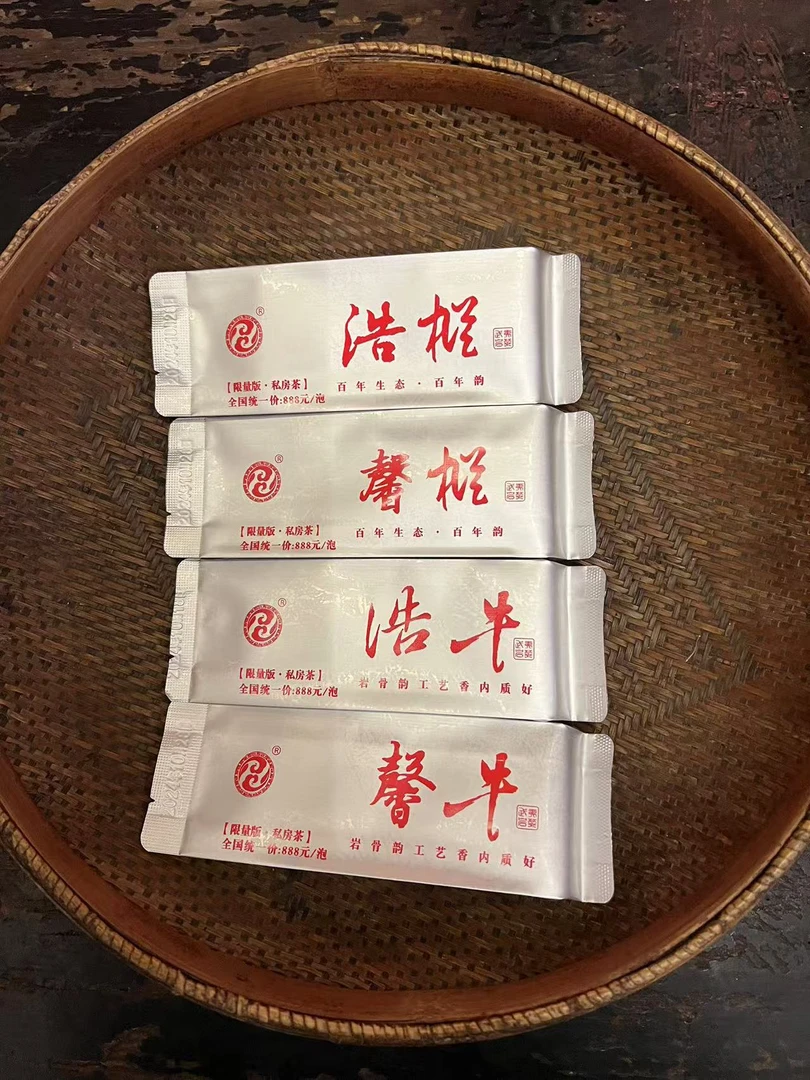 ®
浩枞
【限量版·私房茶】
百年生态·百年韵
全国统一价:888元/泡
®
馨枞
【限量版·私房茶】
百年生态·百年韵
全国统一价:888元/泡
®
浩牛
【限量版·私房茶】
岩骨韵工艺香内质好
全国统一价:888元/泡
®
馨牛
【限量版·私房茶】
岩骨韵工艺香内质好
全国统一价:888元/泡